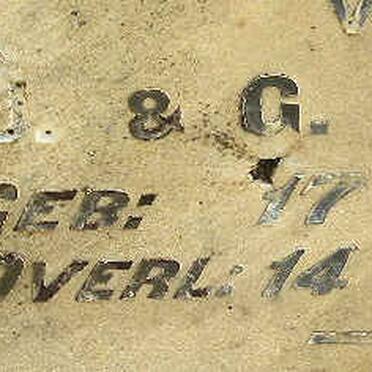 J. & G.
GEB: 17
OVERL: 14